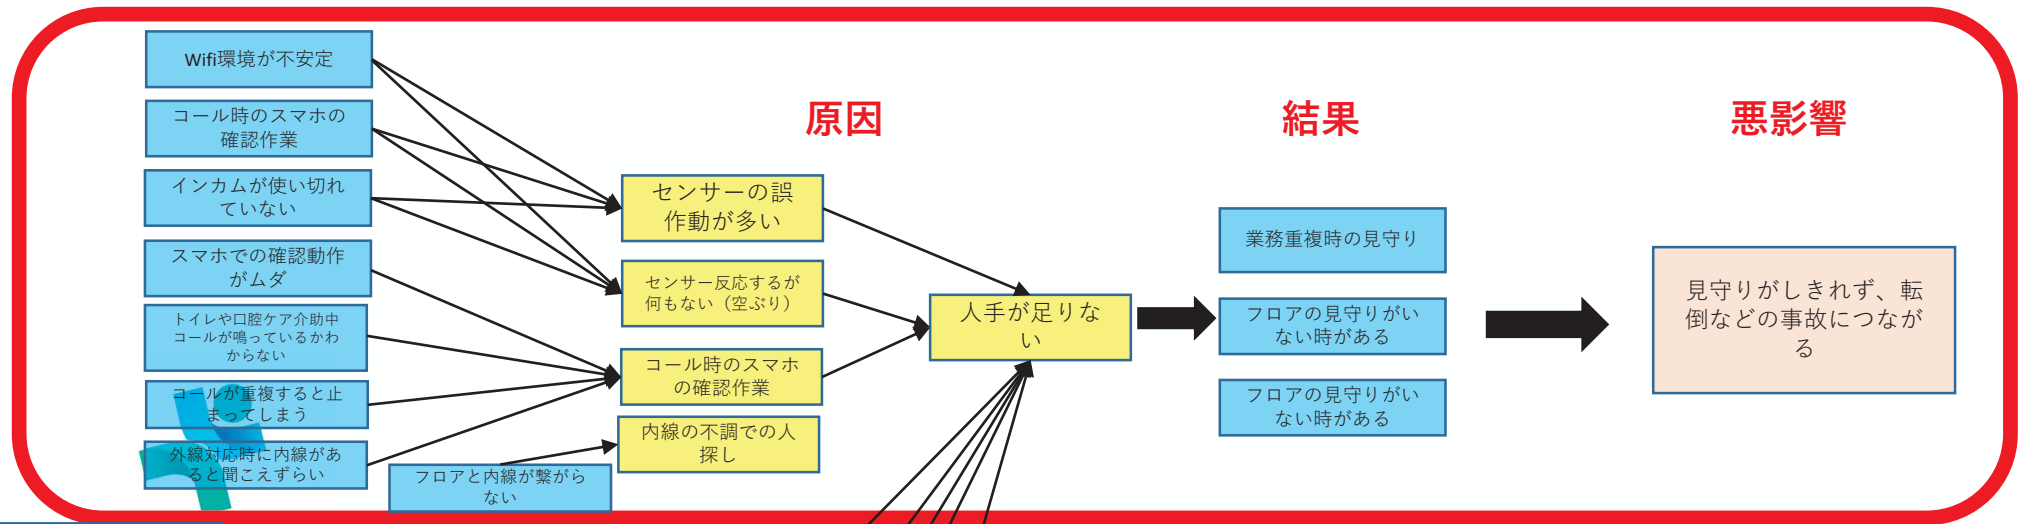 Wifi環境が不安定
コール時のスマホの
確認作業
インカムが使い切れ
ていない
スマホでの確認動作
がムダ
トイレや口腔ケア介助中
コールが鳴っているかわ
からない
コールが重複すると止
まってしまう
外線対応時に内線があ
ると聞こえずらい
フロアと内線が繋がら
ない
原因
センサーの誤
作動が多い
センサー反応するが
何もない（空ぶり）
コール時のスマホ
の確認作業
内線の不調での人
探し
人手が足りな
い
結果
業務重複時の見守り
フロアの見守りがい
ない時がある
フロアの見守りがい
ない時がある
悪影響
見守りがしきれず、転
倒などの事故につなが
る